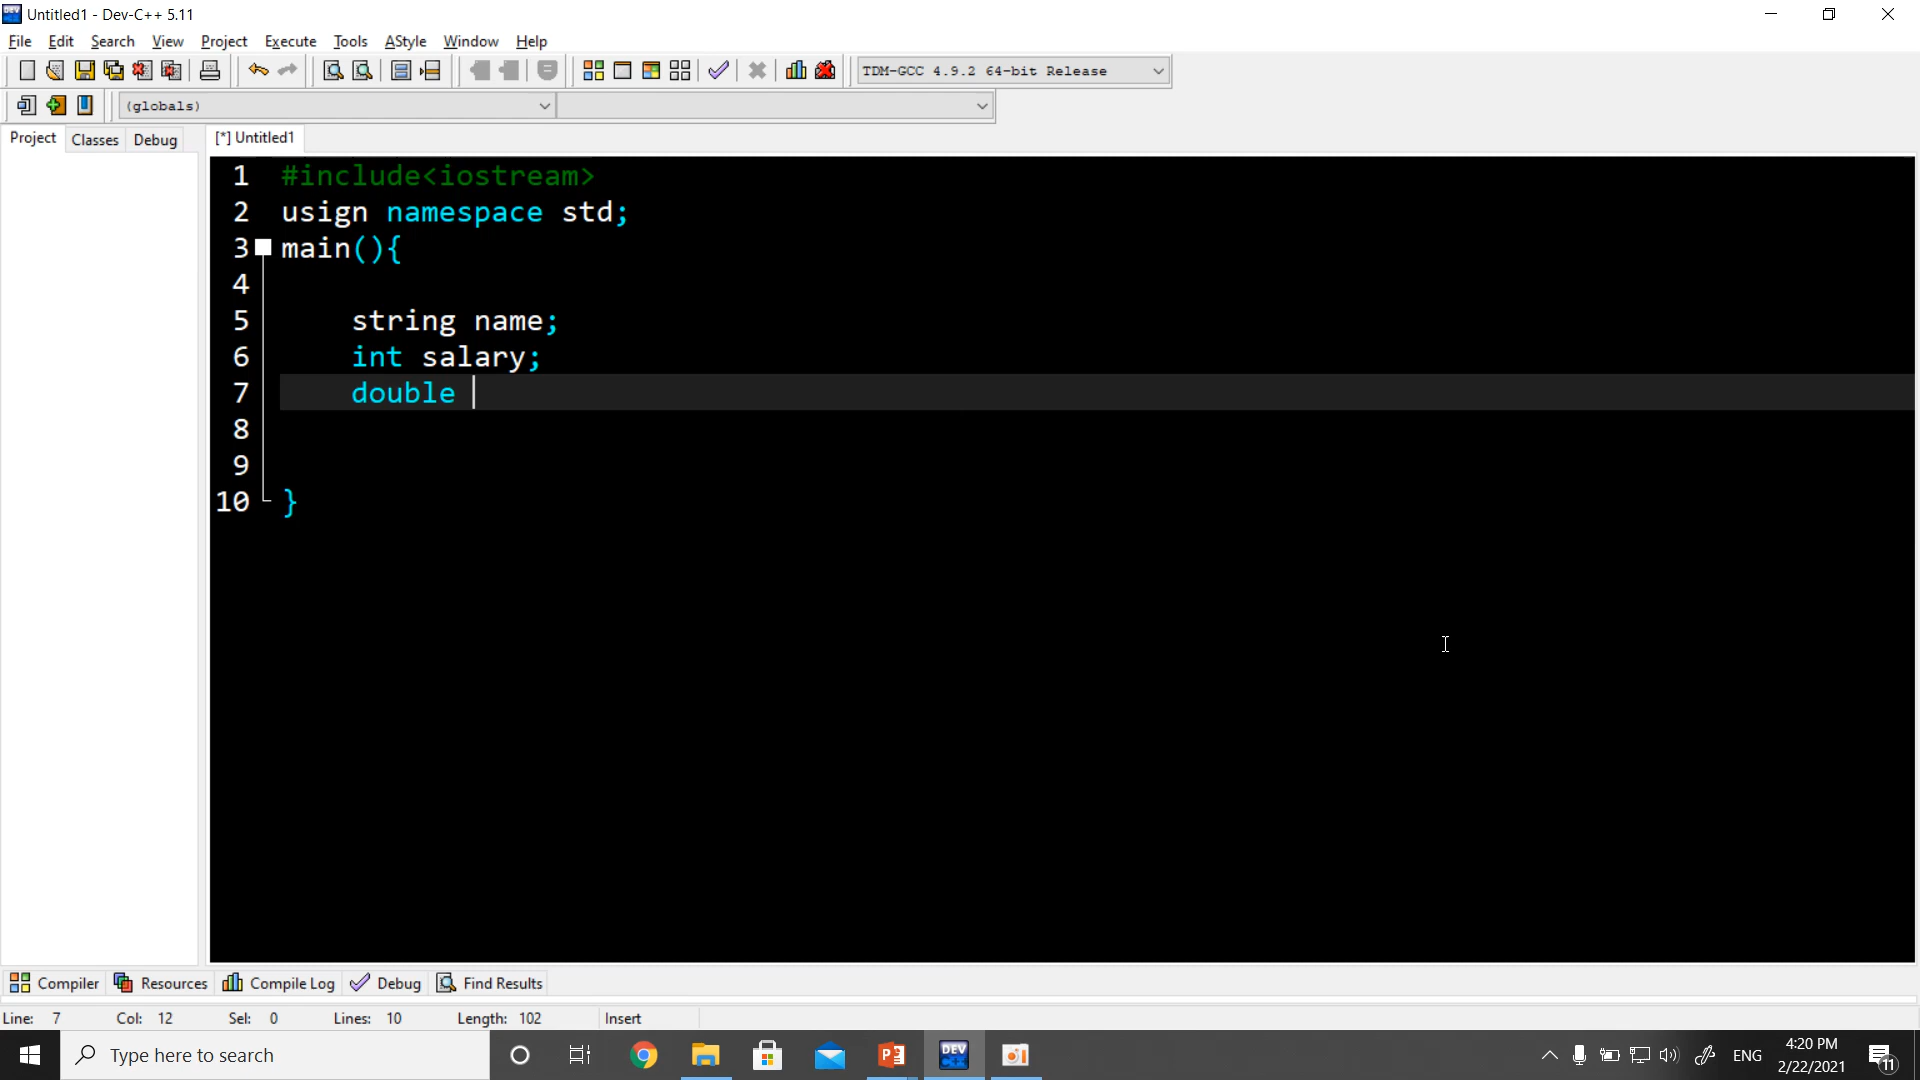 Untitled1 - Dev-C++ 5.11
File Edit Search View Project Execute Tools AStyle Window Help
TDM-GCC 4.9.2 64-bit Release
(globals)
Project Classes Debug [*] Untitled1
1 #include<iostream>
2 usign namespace std;
3 main(){
4
5 string name;
6 int salary;
7 double
8
9
10 }
Compiler Resources Compile Log Debug Find Results
Line: 7 Col: 12 Sel: 0 Lines: 10 Length: 102 Insert
Type here to search
DEV
ENG
4:20 PM
2/22/2021
11